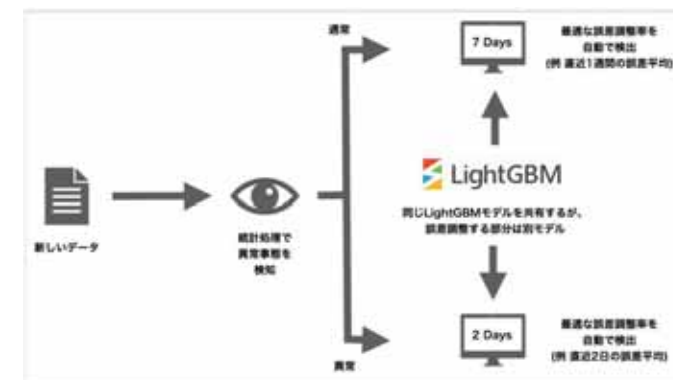 通常
7 Days
最適な誤差調整率を
自動で検出
(例 直近1週間の誤差平均)
LightGBM
同じLightGBMモデルを共有するが、
誤差調整する部分は別モデル
新しいデータ
統計処理で
異常事態を
検知
2 Days
最適な誤差調整率を
自動で検出
(例 直近2日の誤差平均)
異常